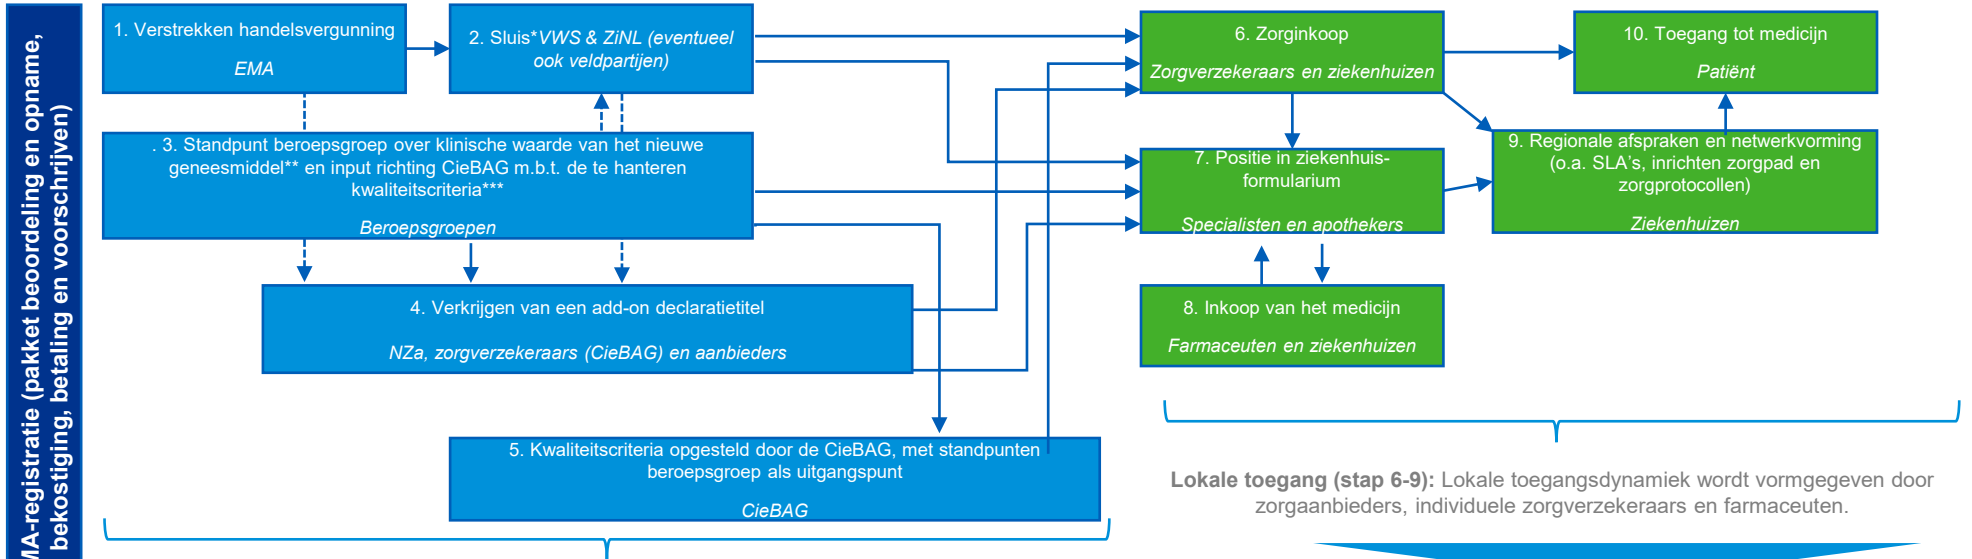 MA-registratie (pakket beoordeling en opname,
bekostiging, betaling en voorschrijven)
1. Verstrekken handelsvergunning
EMA
2. Sluis*VWS & ZiNL (eventueel
ook veldpartijen)
. 3. Standpunt beroepsgroep over klinische waarde van het nieuwe
geneesmiddel** en input richting CieBAG m.b.t. de te hanteren
kwaliteitscriteria***
Beroepsgroepen
4. Verkrijgen van een add-on declaratietitel
NZa, zorgverzekeraars (CieBAG) en aanbieders
5. Kwaliteitscriteria opgesteld door de CieBAG, met standpunten
beroepsgroep als uitgangspunt
CieBAG
6. Zorginkoop
Zorgverzekeraars en ziekenhuizen
7. Positie in ziekenhuis-
formularium
Specialisten en apothekers
8. Inkoop van het medicijn
Farmaceuten en ziekenhuizen
9. Regionale afspraken en netwerkvorming
(o.a. SLA's, inrichten zorgpad en
zorgprotocollen)
Ziekenhuizen
10. Toegang tot medicijn
Patiënt
Lokale toegang (stap 6-9): Lokale toegangsdynamiek wordt vormgegeven door
zorgaanbieders, individuele zorgverzekeraars en farmaceuten.